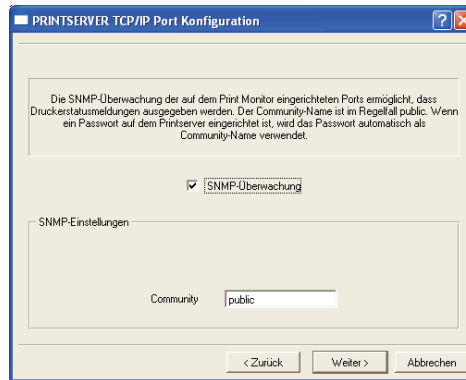 PRINTSERVER TCP/IP Port Konfiguration
Die SNMP-Überwachung der auf dem Print Monitor eingerichteten Ports ermöglicht, dass
Druckerstatusmeldungen ausgegeben werden. Der Community-Name ist im Regelfall public. Wenn
ein Passwort auf dem Printserver eingerichtet ist, wird das Passwort automatisch als
Community-Name verwendet.
SNMP-Überwachung
SNMP-Einstellungen
Community public
< Zurück Weiter > Abbrechen